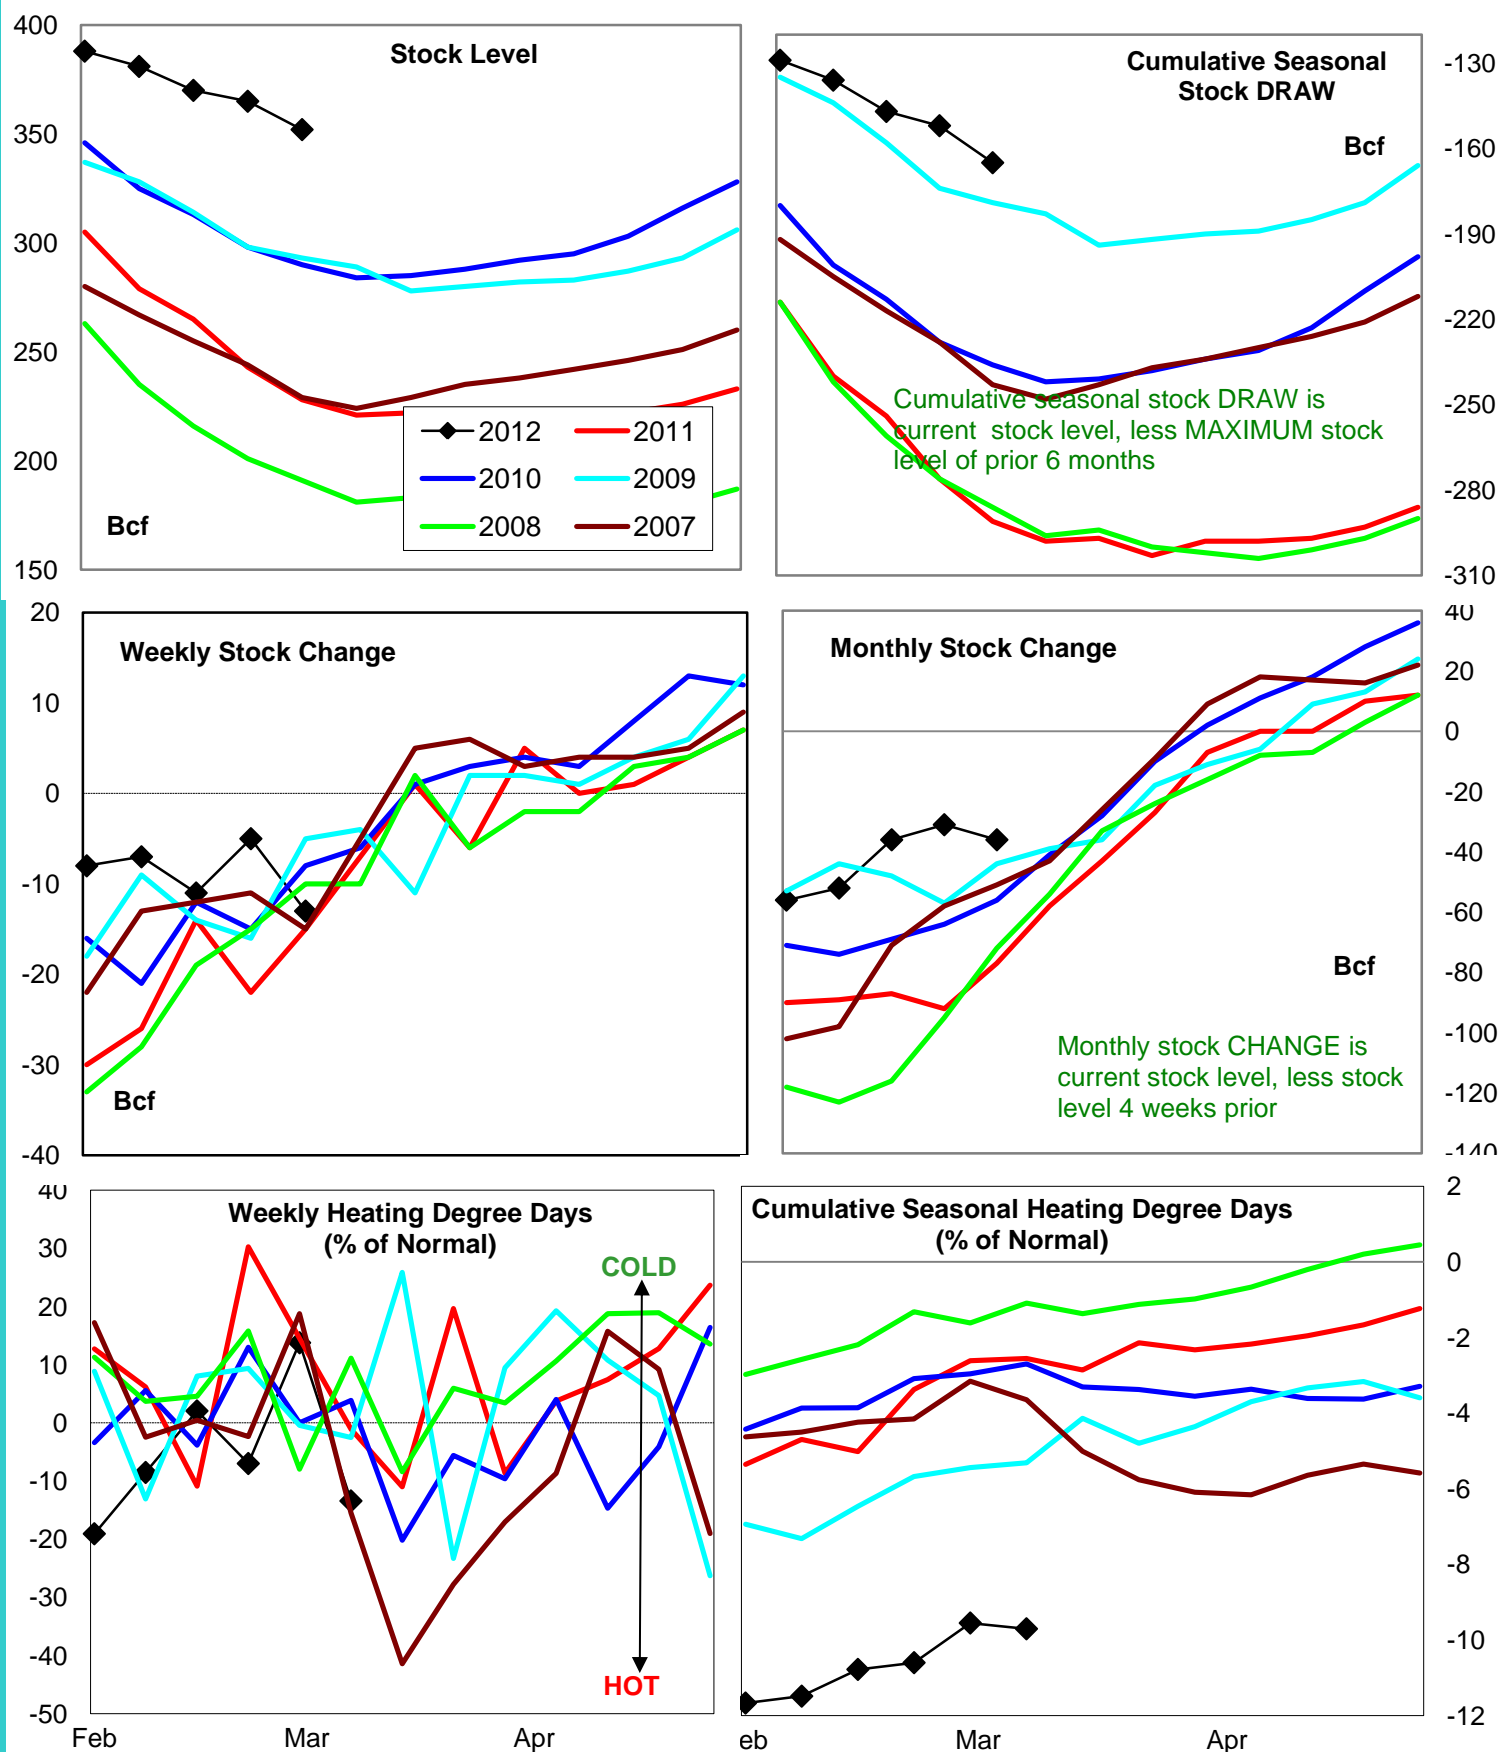 Stock Level
400
350
300
250
200
150
Bcf
2012
2011
2010
2009
2008
2007
Cumulative Seasonal
Stock DRAW
Bcf
-130
-160
-190
-220
-250
-280
-310
Cumulative seasonal stock DRAW is
current stock level, less MAXIMUM stock
level of prior 6 months
Weekly Stock Change
20
10
0
-10
-20
-30
-40
Bcf
Monthly Stock Change
40
20
0
-20
-40
-60
-80
-100
-120
-140
Bcf
Monthly stock CHANGE is
current stock level, less stock
level 4 weeks prior
Weekly Heating Degree Days
(% of Normal)
40
30
20
10
0
-10
-20
-30
-40
-50
COLD
HOT
Feb
Mar
Apr
Cumulative Seasonal Heating Degree Days
(% of Normal)
2
0
-2
-4
-6
-8
-10
-12
eb
Mar
Apr